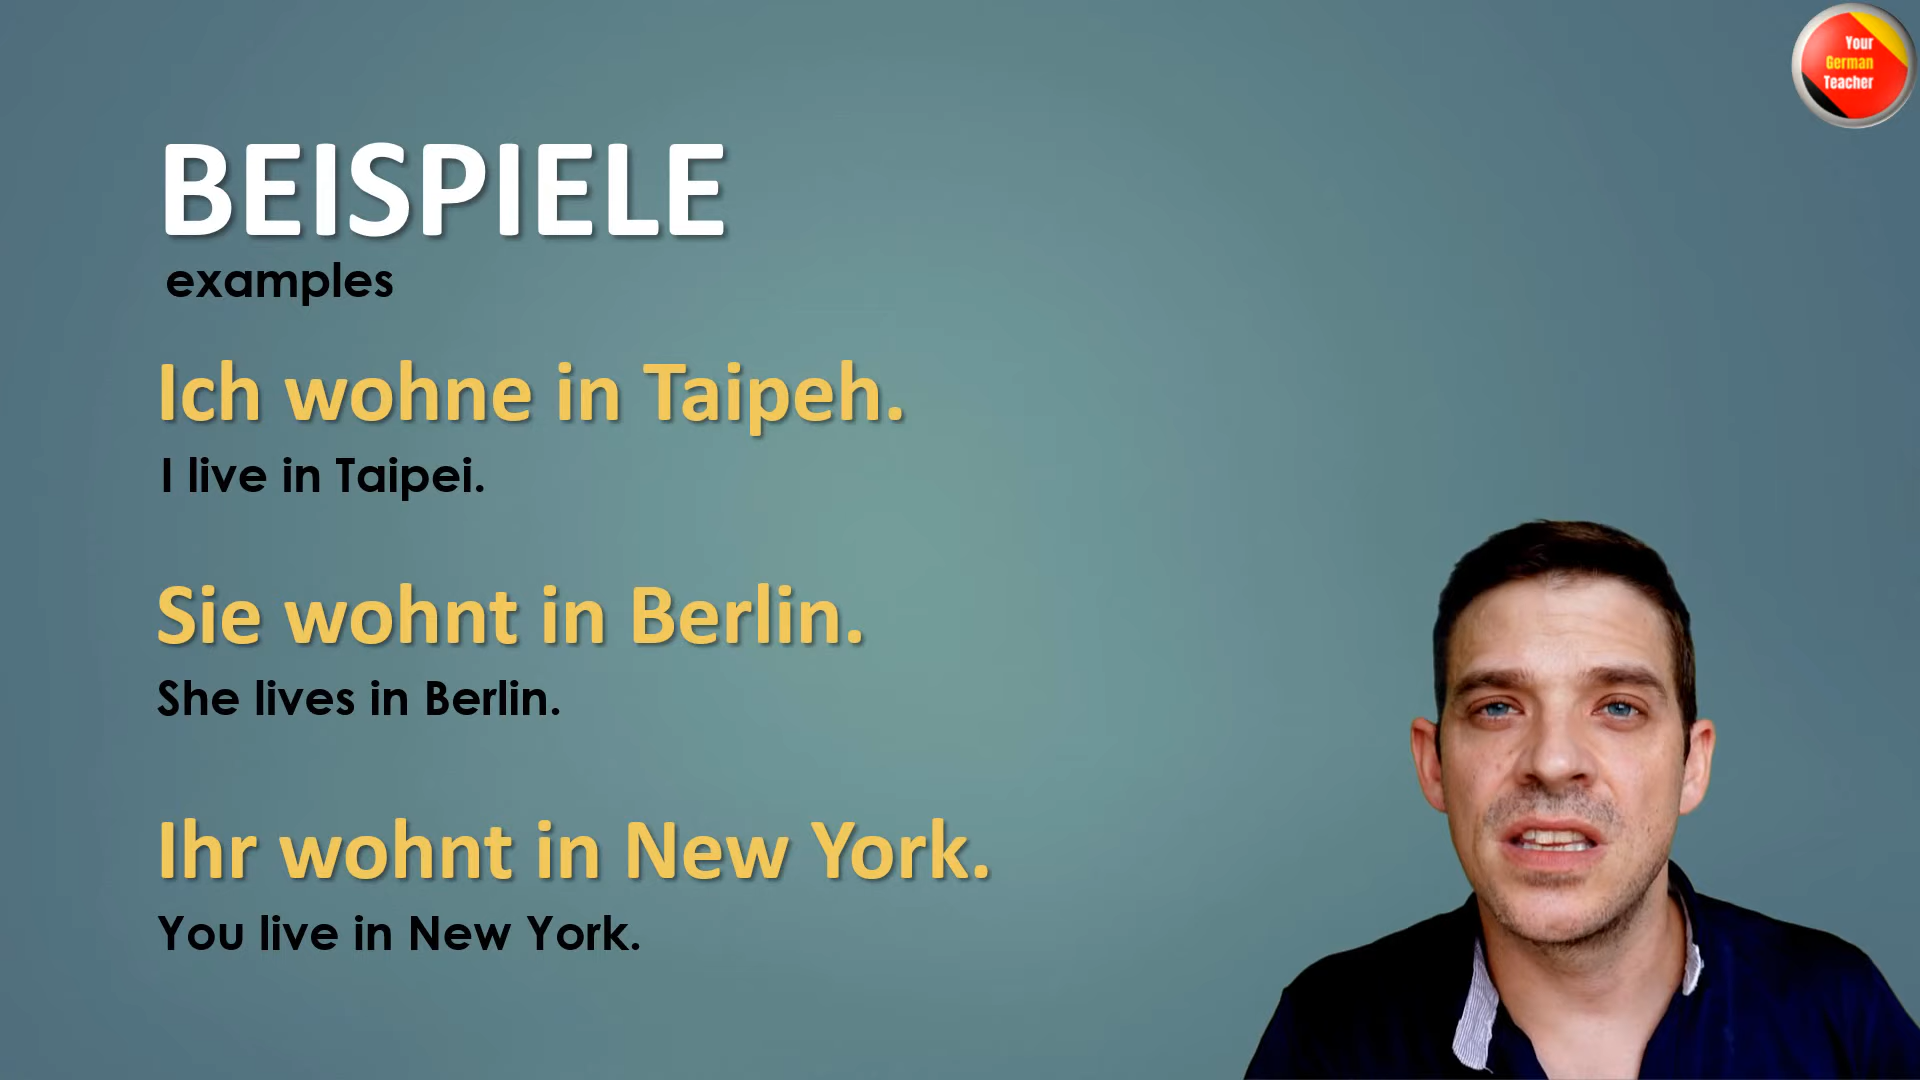 Your
German
Teacher
BEISPIELE
examples
Ich wohne in Taipeh.
I live in Taipei.
Sie wohnt in Berlin.
She lives in Berlin.
Ihr wohnt in New York.
You live in New York.